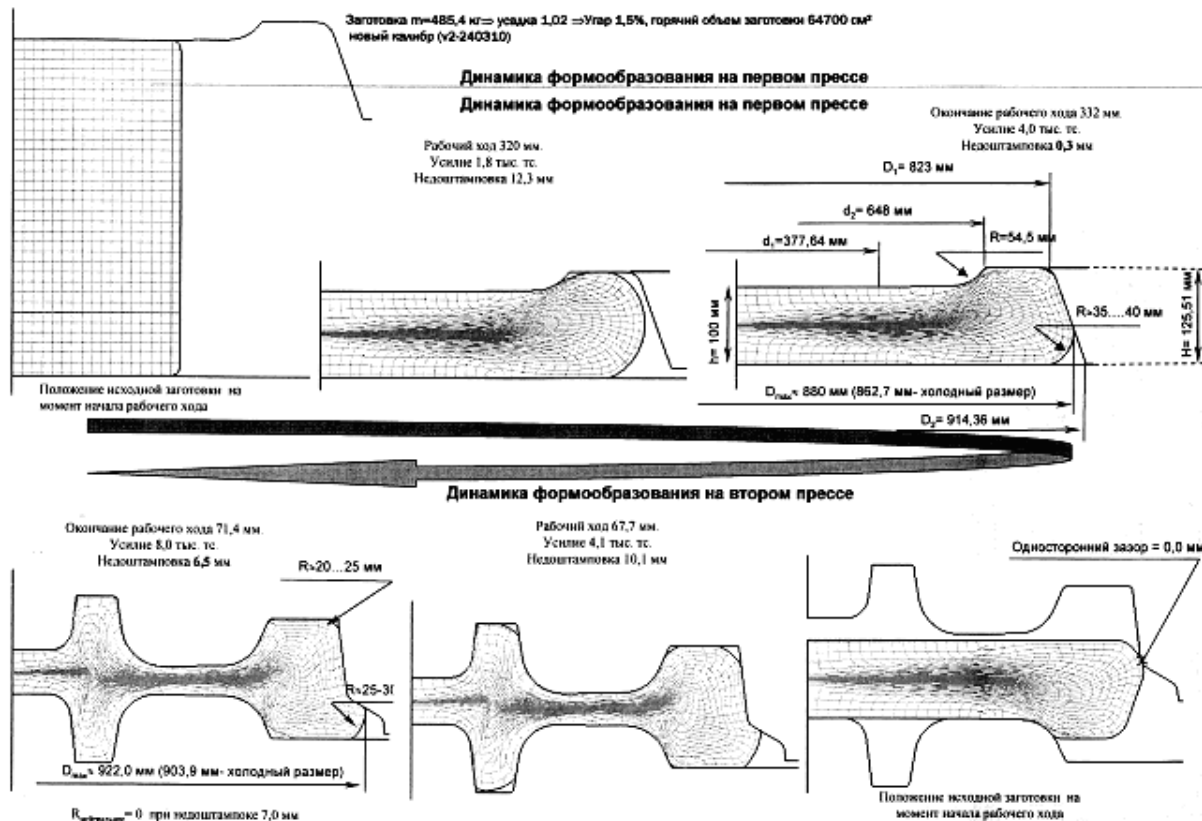 Заготовка m=485,4 кг⇒ усадка 1,02 ⇒Угар 1,5%, горячий объем заготовки 64700 см³
новый калибр (v2-240310)
Динамика формообразования на первом прессе
Динамика формообразования на первом прессе
Рабочий ход 320 мм.
Усилие 1,8 тыс. тс.
Недоштамповка 12,3 мм
Окончание рабочего хода 332 мм.
Усилие 4,0 тыс. тс.
Недоштамповка 0,3 мм
D₁= 823 мм
d₂= 648 мм
d₁=377,64 мм
R=54,5 мм
R≈35....40 мм
h= 100 мм
H= 125,51 мм
Dmax≈ 880 мм (862,7 мм- холодный размер)
D₂= 914,36 мм
Положение исходной заготовки на
момент начала рабочего хода
Динамика формообразования на втором прессе
Окончание рабочего хода 71,4 мм.
Усилие 8,0 тыс. тс.
Недоштамповка 6,5 мм
R≈20...25 мм
R≈25-30
Dmax≈ 922,0 мм (903,9 мм- холодный размер)
= 0 при недоштампоке 7,0 мм
Рабочий ход 67,7 мм.
Усилие 4,1 тыс. тс.
Недоштамповка 10,1 мм
Односторонний зазор = 0,0 мм
Положение исходной заготовки на
момент начала рабочего хода